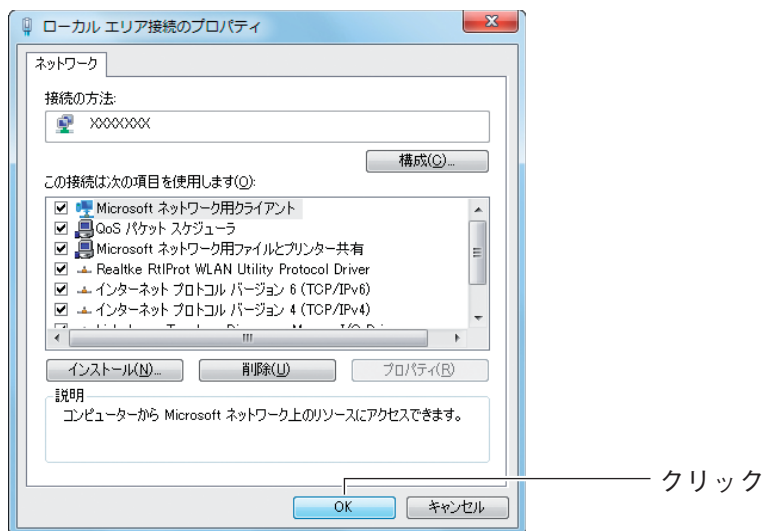 ローカル エリア接続のプロパティ
ネットワーク
接続の方法:
XXXXXXXX
構成(C)...
この接続は次の項目を使用します(O):
Microsoft ネットワーク用クライアント
QoS パケット スケジューラ
Microsoft ネットワーク用ファイルとプリンター共有
Realtke RtlProt WLAN Utility Protocol Driver
インターネット プロトコル バージョン 6 (TCP/IPv6)
インターネット プロトコル バージョン 4 (TCP/IPv4)
インストール(N)...
削除(U)
プロパティ(R)
説明
コンピューターから Microsoft ネットワーク上のリソースにアクセスできます。
クリック
OK
キャンセル